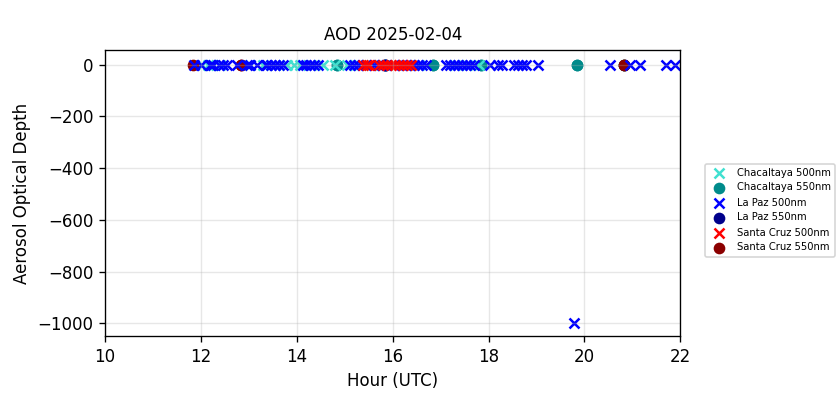 AOD 2025-02-04
Aerosol Optical Depth
0
−200
−400
−600
−800
−1000
10 12 14 16 18 20 22
Hour (UTC)
Chacaltaya 500nm
Chacaltaya 550nm
La Paz 500nm
La Paz 550nm
Santa Cruz 500nm
Santa Cruz 550nm